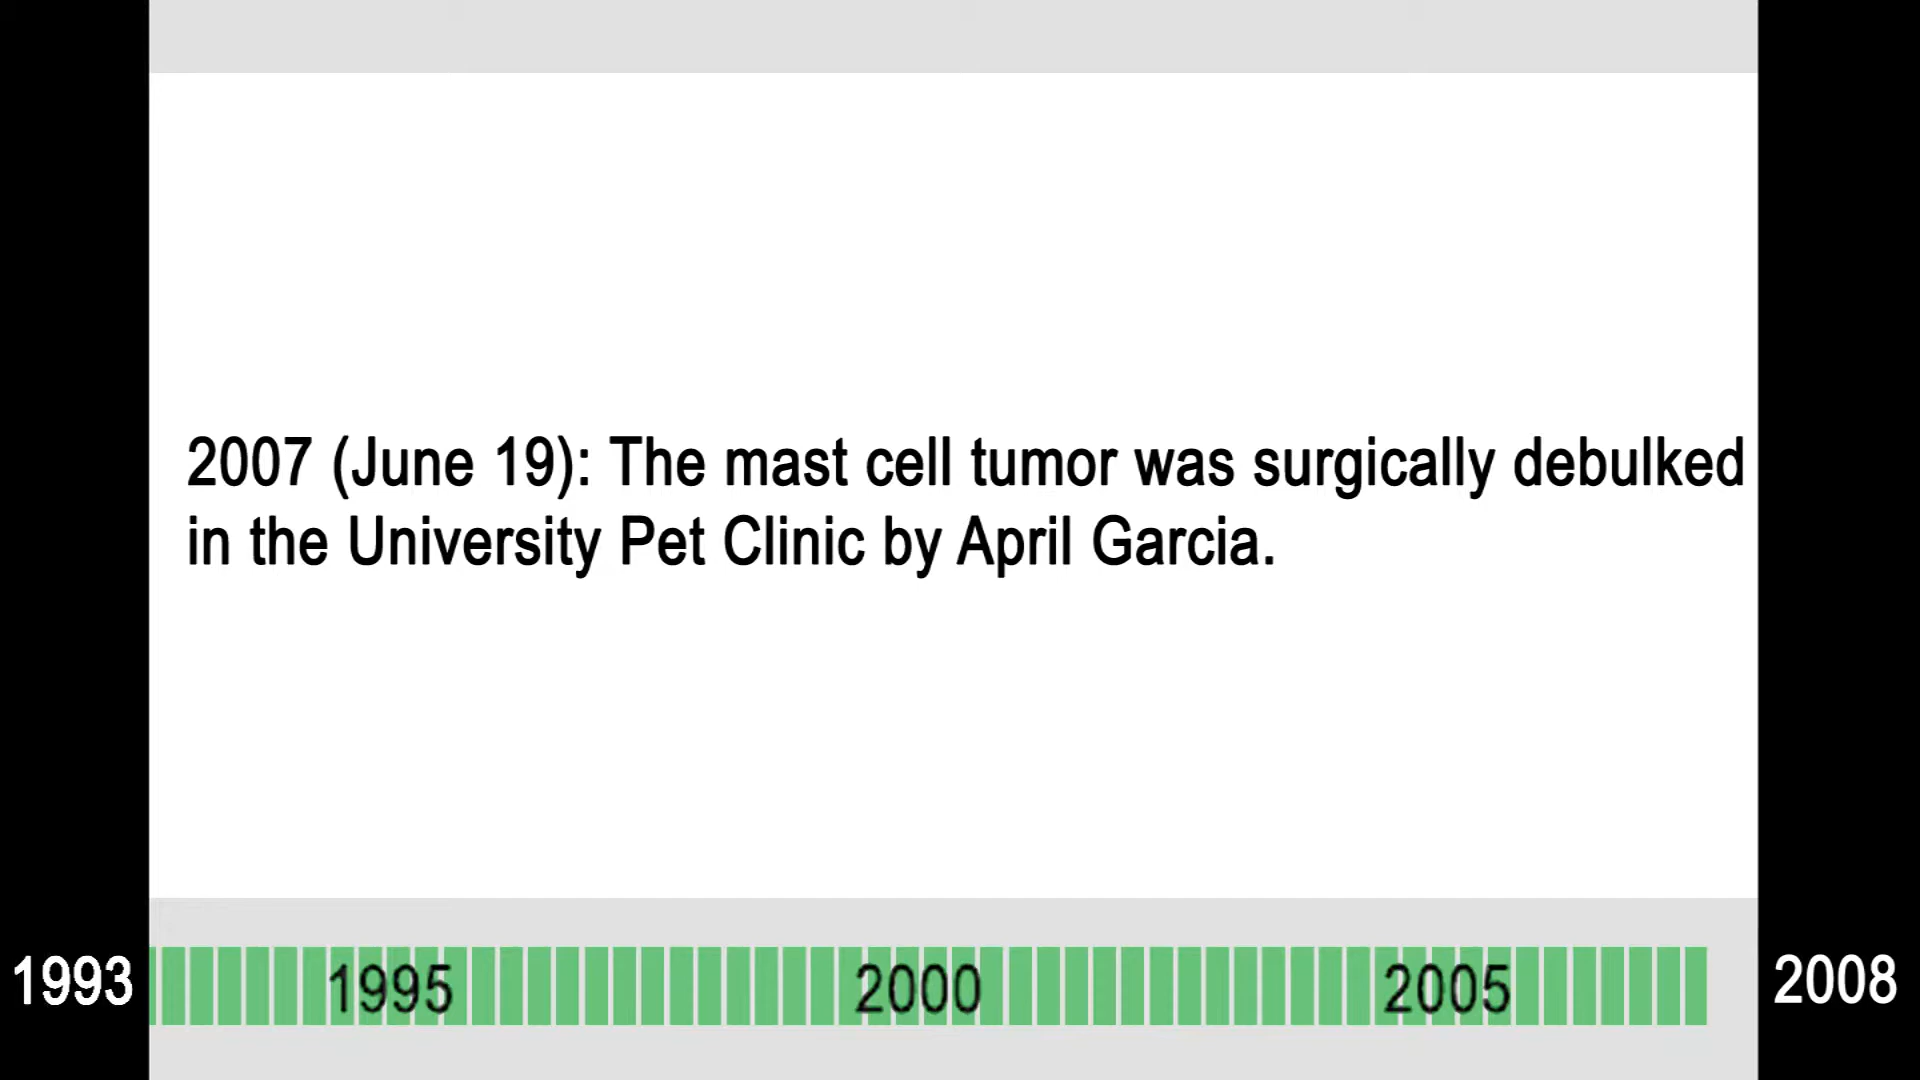 2007 (June 19): The mast cell tumor was surgically debulked
in the University Pet Clinic by April Garcia.
1993 1995 2000 2005 2008